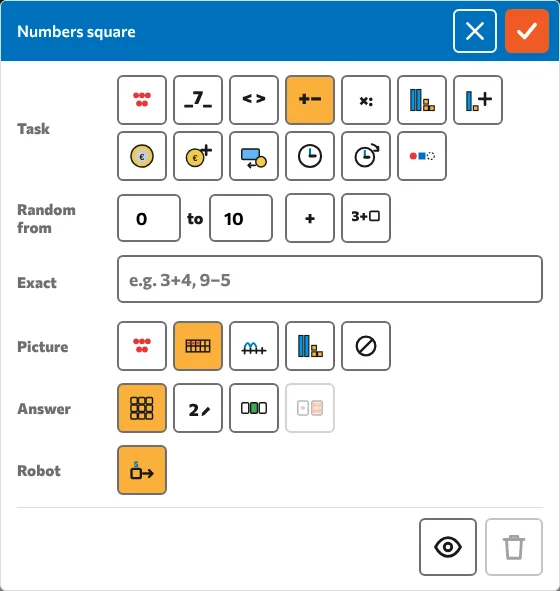 Numbers square
Task
_7_
< >
+−
×:
+
€
€+
Random
from
0 to 10
+
3+□
Exact
e.g. 3+4, 9−5
Picture
Answer
2
Robot
5